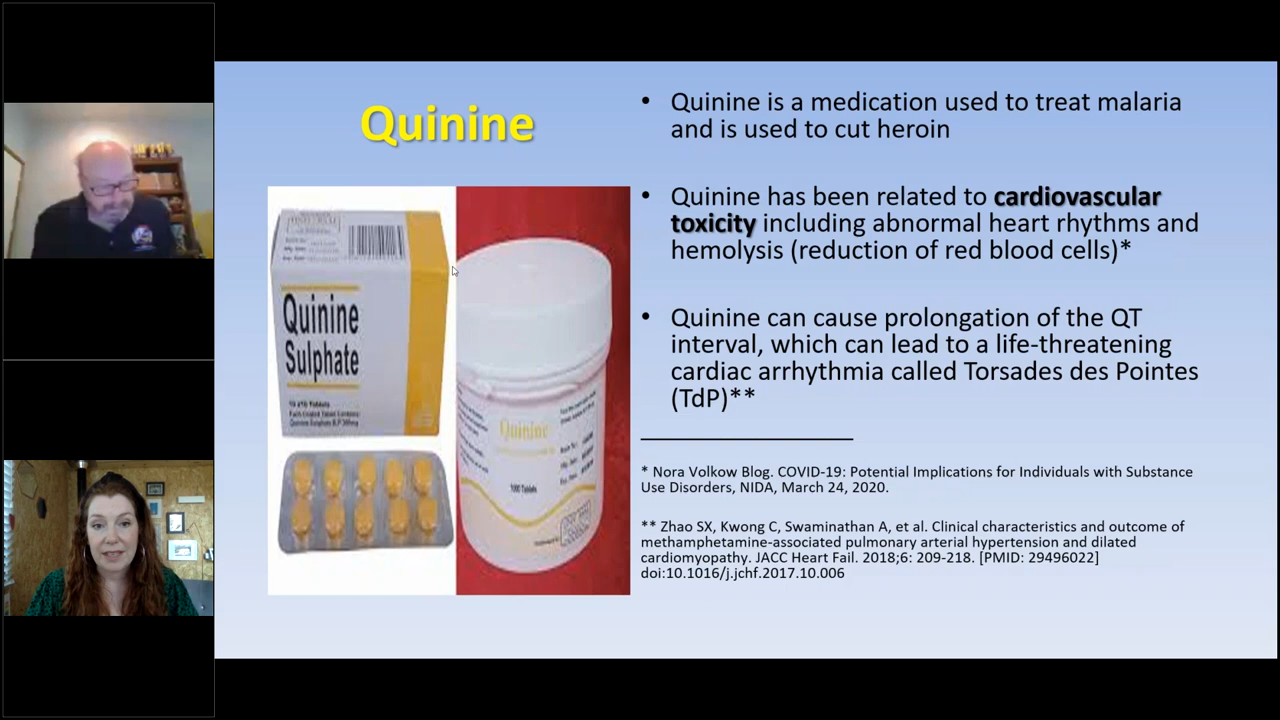 Quinine
• Quinine is a medication used to treat malaria
and is used to cut heroin
• Quinine has been related to cardiovascular
toxicity including abnormal heart rhythms and
hemolysis (reduction of red blood cells)*
• Quinine can cause prolongation of the QT
interval, which can lead to a life-threatening
cardiac arrhythmia called Torsades des Pointes
(TdP)**
* Nora Volkow Blog. COVID-19: Potential Implications for Individuals with Substance
Use Disorders, NIDA, March 24, 2020.
** Zhao SX, Kwong C, Swaminathan A, et al. Clinical characteristics and outcome of
methamphetamine-associated pulmonary arterial hypertension and dilated
cardiomyopathy. JACC Heart Fail. 2018;6: 209-218. [PMID: 29496022]
doi:10.1016/j.jchf.2017.10.006
Quinine
Sulphate
Tablets
Quinine
1000 Tablets